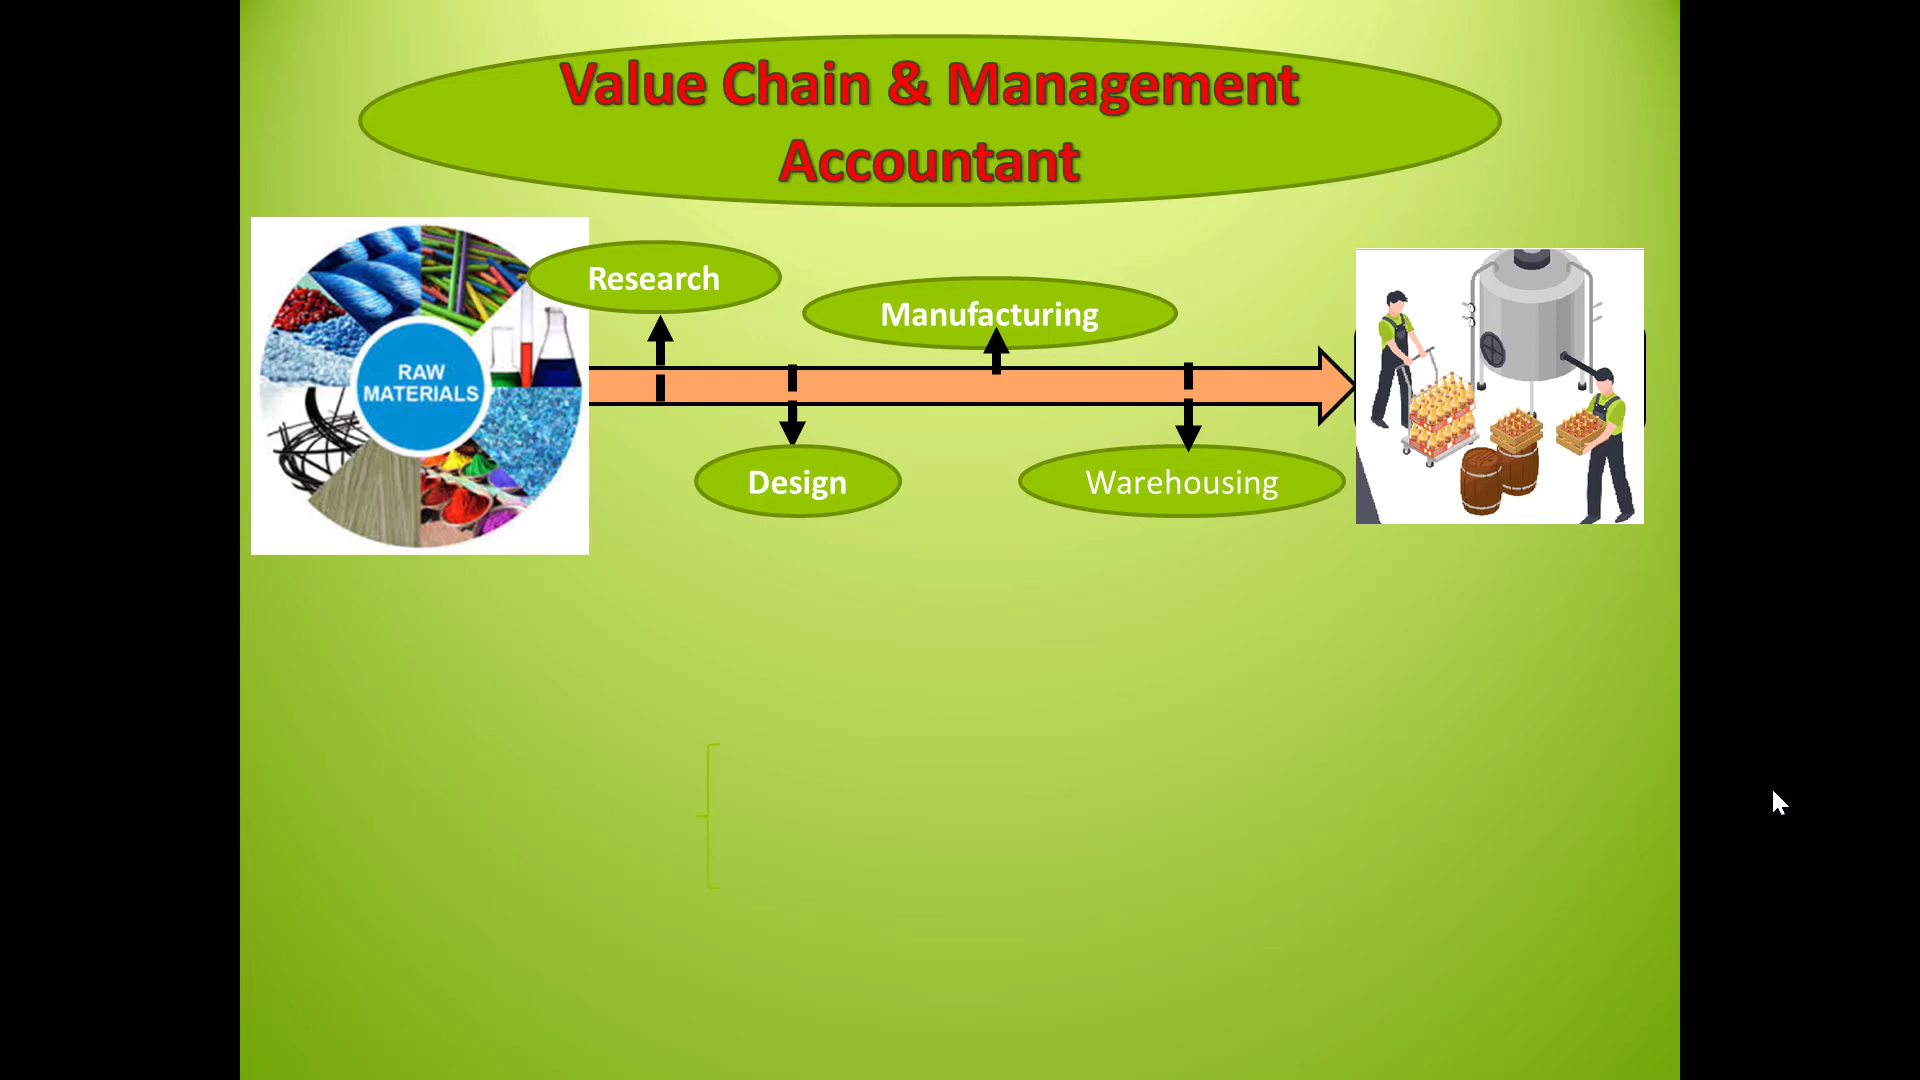 Value Chain & Management
Accountant
Research
Manufacturing
RAW
MATERIALS
Design
Warehousing